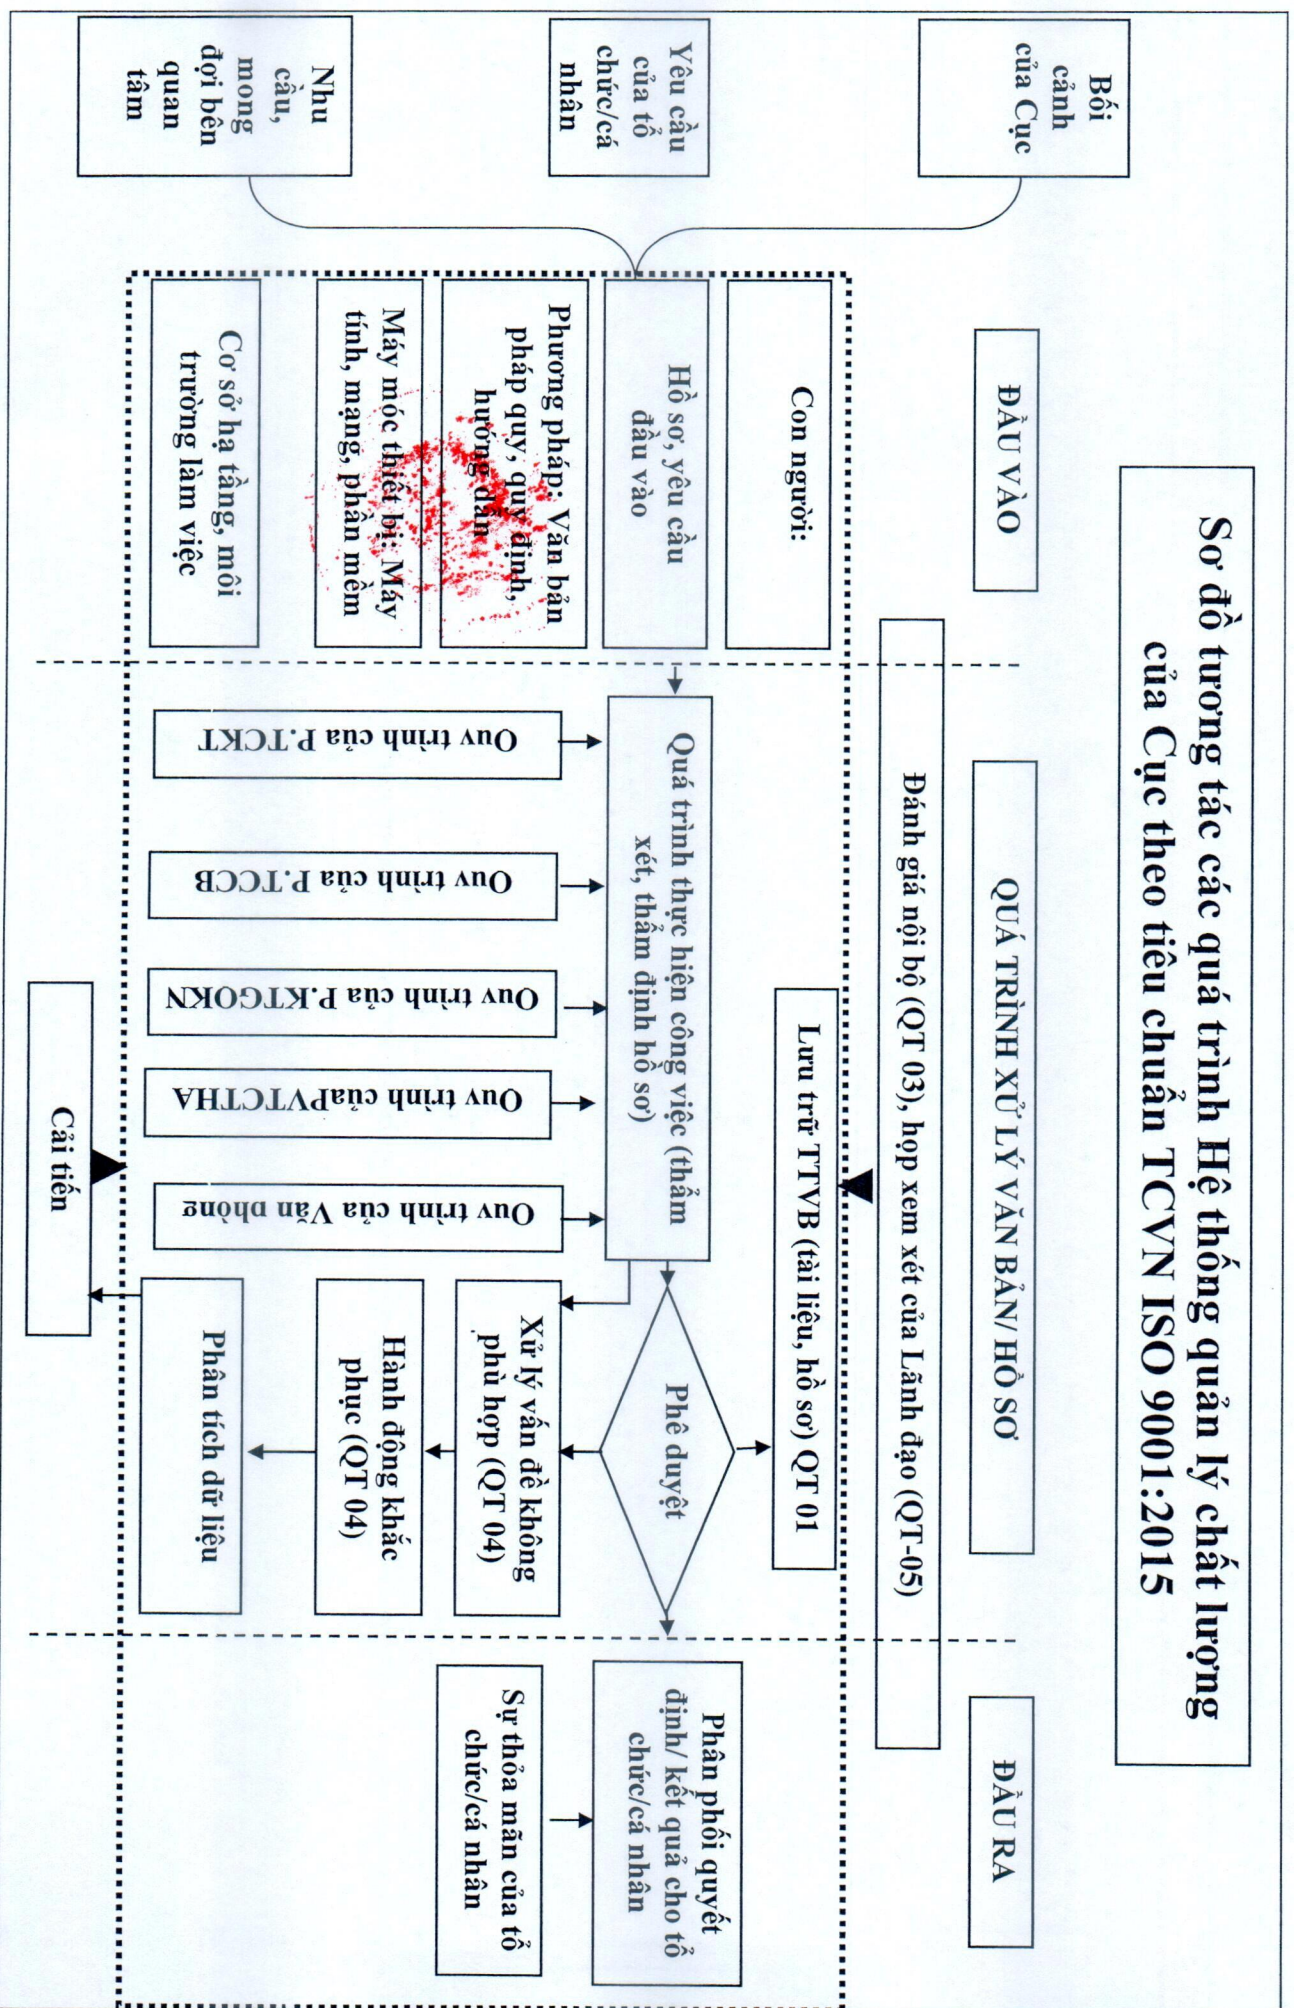 Sơ đồ tương tác các quá trình Hệ thống quản lý chất lượng
của Cục theo tiêu chuẩn TCVN ISO 9001:2015
ĐẦU VÀO
QUÁ TRÌNH XỬ LÝ VĂN BẢN/ HỒ SƠ
ĐẦU RA
Đánh giá nội bộ (QT 03), họp xem xét của Lãnh đạo (QT-05)
Bối
cảnh
của Cục
Yêu cầu
của tổ
chức/cá
nhân
Nhu
cầu,
mong
đợi bên
quan
tâm
Con người:
Hồ sơ, yêu cầu
đầu vào
Phương pháp: Văn bản
pháp quy, quy định,
hướng dẫn
Máy móc thiết bị: Máy
tính, mạng, phần mềm
Cơ sở hạ tầng, môi
trường làm việc
Lưu trữ TTVB (tài liệu, hồ sơ) QT 01
Quá trình thực hiện công việc (thẩm
xét, thẩm định hồ sơ)
Quy trình của P.TCKT
Quy trình của P.TCCB
Quy trình của P.KTGQKN
Quy trình củaPVTCTHA
Quy trình của Văn phòng
Phê duyệt
Xử lý vấn đề không
phù hợp (QT 04)
Hành động khắc
phục (QT 04)
Phân tích dữ liệu
Phân phối quyết
định/ kết quả cho tổ
chức/cá nhân
Sự thỏa mãn của tổ
chức/cá nhân
Cải tiến